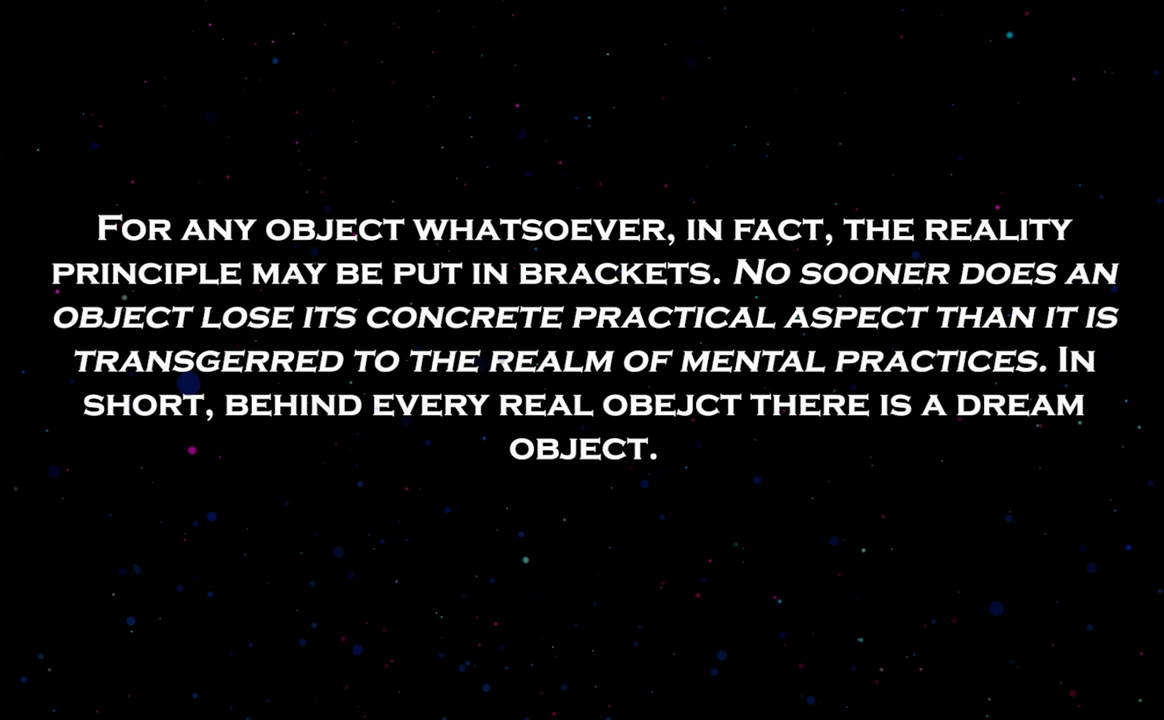 For any object whatsoever, in fact, the reality
principle may be put in brackets. No sooner does an
object lose its concrete practical aspect than it is
transgerred to the realm of mental practices. In
short, behind every real obejct there is a dream
object.